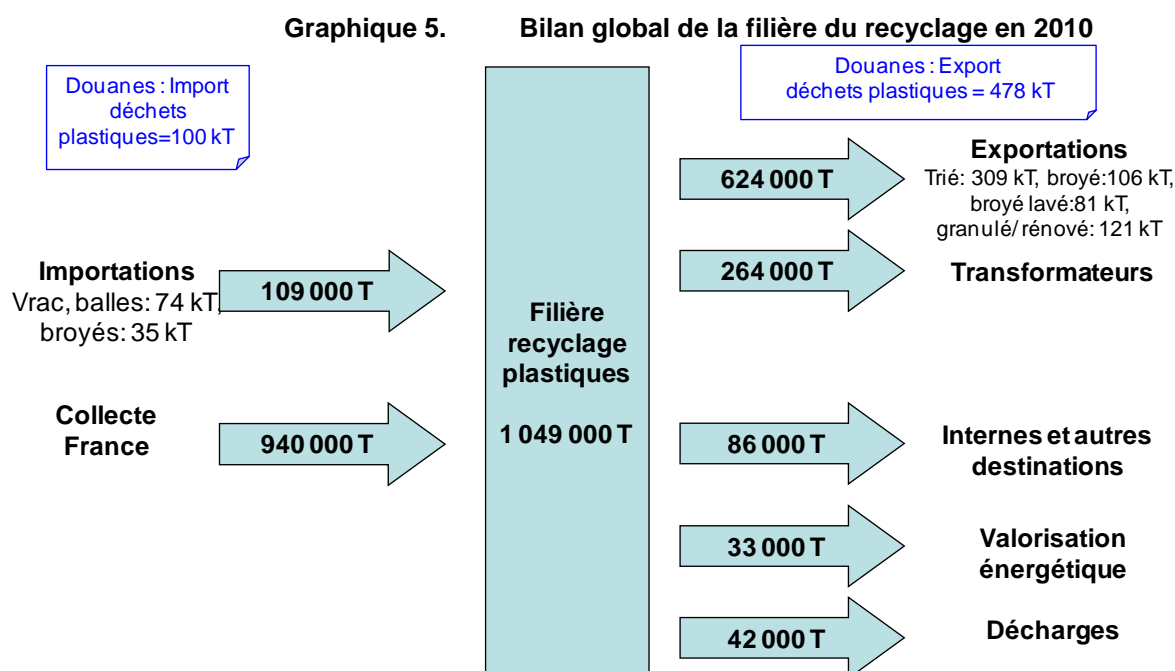 Graphique 5. Bilan global de la filière du recyclage en 2010
Douanes : Import
déchets
plastiques=100 kT
Douanes : Export
déchets plastiques = 478 kT
Importations
Vrac, balles: 74 kT,
broyés: 35 kT
109 000 T
Collecte
France
940 000 T
Filière
recyclage
plastiques
1 049 000 T
624 000 T
Exportations
Trié: 309 kT, broyé:106 kT,
broyé lavé:81 kT,
granulé/ rénové: 121 kT
264 000 T
Transformateurs
86 000 T
Internes et autres
destinations
33 000 T
Valorisation
énergétique
42 000 T
Décharges